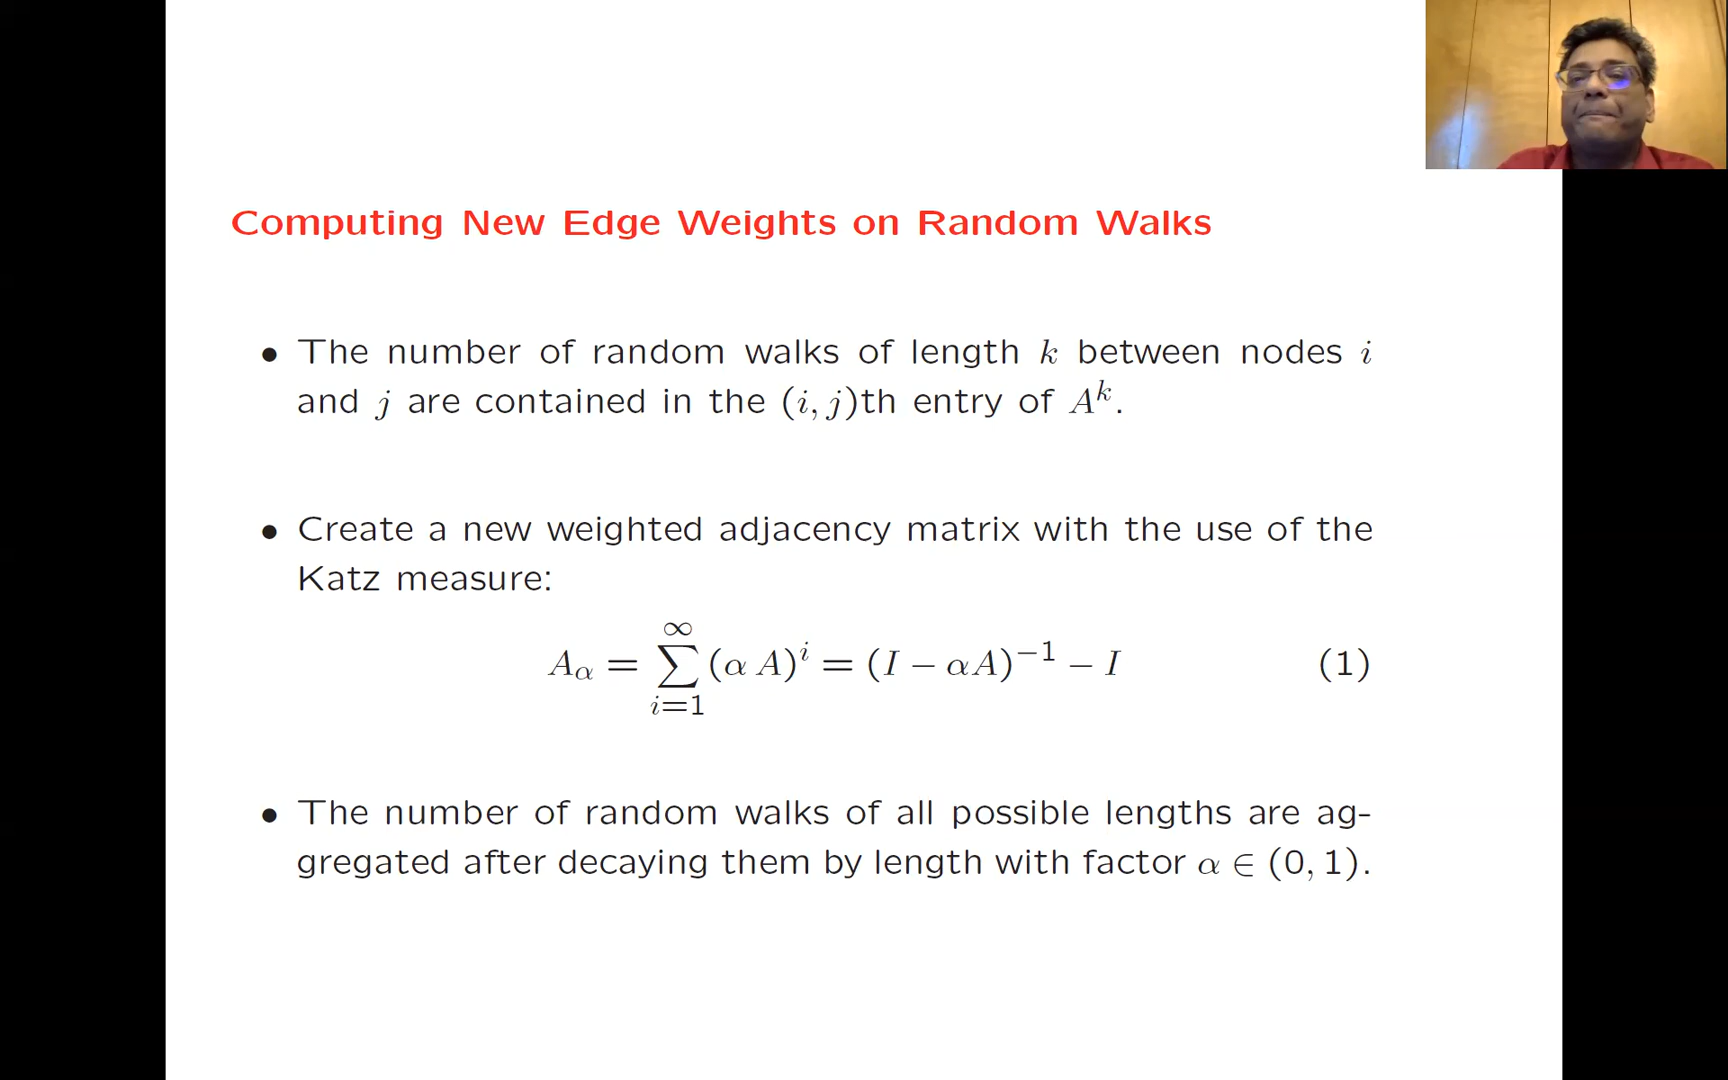 Computing New Edge Weights on Random Walks
• The number of random walks of length k between nodes i
and j are contained in the (i, j)th entry of A^k.
• Create a new weighted adjacency matrix with the use of the
Katz measure:
A_α = ∑_{i=1}^{∞} (α A)^i = (I − αA)^{−1} − I (1)
• The number of random walks of all possible lengths are ag-
gregated after decaying them by length with factor α ∈ (0, 1).